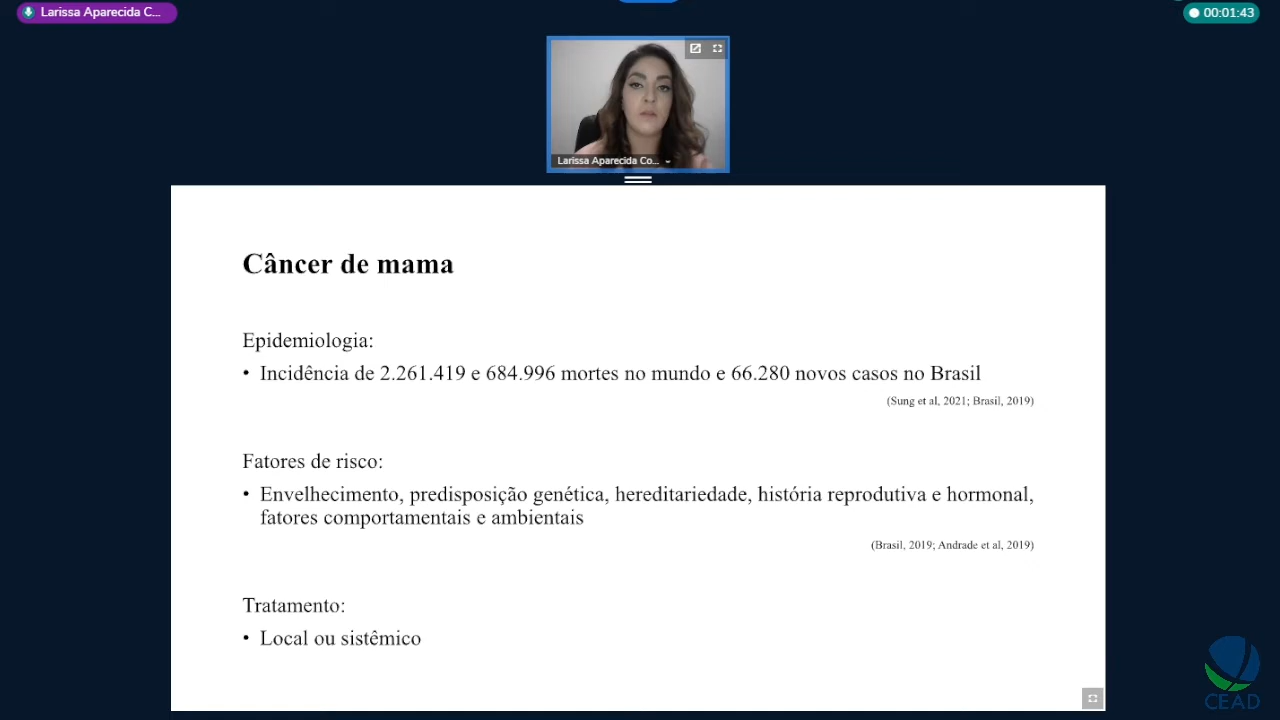 Larissa Aparecida C...
00:01:43
Larissa Aparecida Co...
Câncer de mama
Epidemiologia:
• Incidência de 2.261.419 e 684.996 mortes no mundo e 66.280 novos casos no Brasil
(Sung et al, 2021; Brasil, 2019)
Fatores de risco:
• Envelhecimento, predisposição genética, hereditariedade, história reprodutiva e hormonal,
fatores comportamentais e ambientais
(Brasil, 2019; Andrade et al, 2019)
Tratamento:
• Local ou sistêmico
CEAD